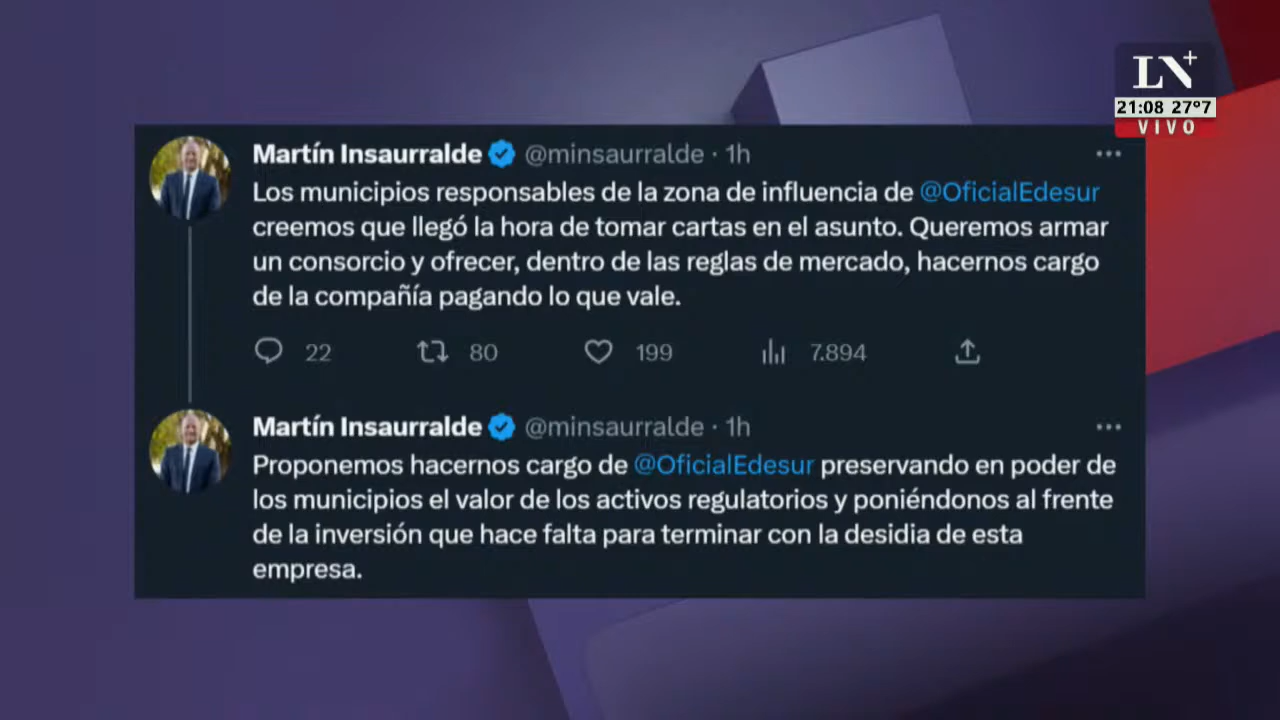 LN+
21:08 27°7
VIVO
Martín Insaurralde @minsaurralde · 1h
Los municipios responsables de la zona de influencia de @OficialEdesur
creemos que llegó la hora de tomar cartas en el asunto. Queremos armar
un consorcio y ofrecer, dentro de las reglas de mercado, hacernos cargo
de la compañía pagando lo que vale.
22 80 199 7.894
Martín Insaurralde @minsaurralde · 1h
Proponemos hacernos cargo de @OficialEdesur preservando en poder de
los municipios el valor de los activos regulatorios y poniéndonos al frente
de la inversión que hace falta para terminar con la desidia de esta
empresa.